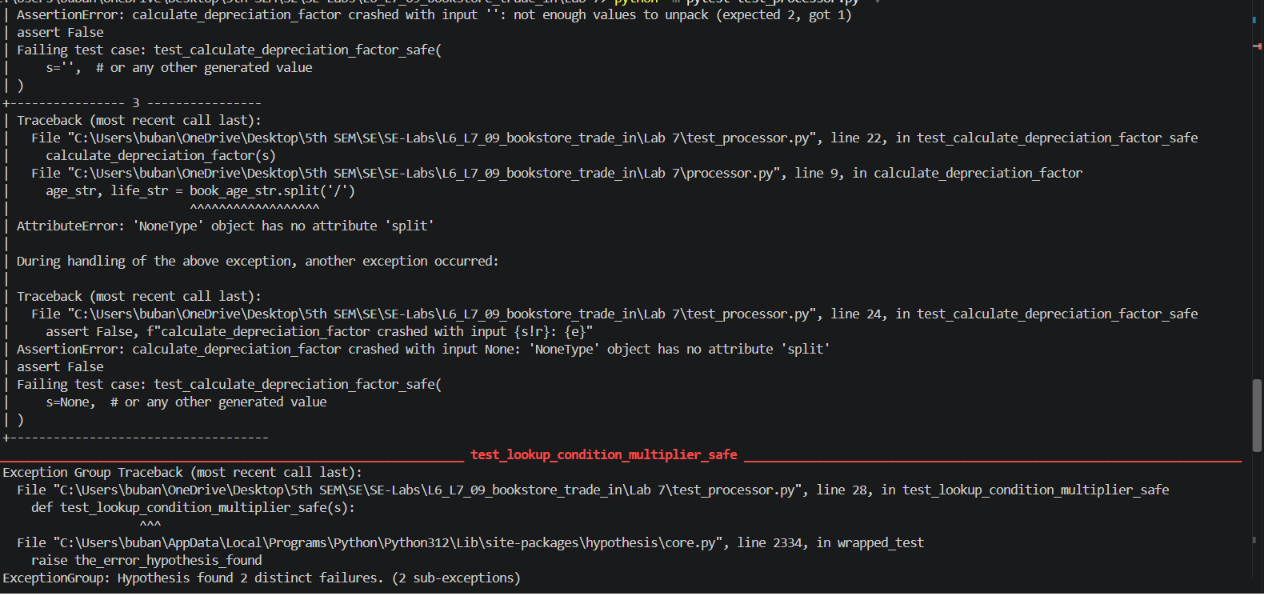 | AssertionError: calculate_depreciation_factor crashed with input '': not enough values to unpack (expected 2, got 1)
| assert False
| Failing test case: test_calculate_depreciation_factor_safe(
|     s='',  # or any other generated value
| )
+---------------- 3 ----------------
| Traceback (most recent call last):
|   File "C:\Users\buban\OneDrive\Desktop\5th SEM\SE\SE-Labs\L6_L7_09_bookstore_trade_in\Lab 7\test_processor.py", line 22, in test_calculate_depreciation_factor_safe
|     calculate_depreciation_factor(s)
|   File "C:\Users\buban\OneDrive\Desktop\5th SEM\SE\SE-Labs\L6_L7_09_bookstore_trade_in\Lab 7\processor.py", line 9, in calculate_depreciation_factor
|     age_str, life_str = book_age_str.split('/')
|                         ^^^^^^^^^^^^^^^^^^
| AttributeError: 'NoneType' object has no attribute 'split'
|
| During handling of the above exception, another exception occurred:
|
| Traceback (most recent call last):
|   File "C:\Users\buban\OneDrive\Desktop\5th SEM\SE\SE-Labs\L6_L7_09_bookstore_trade_in\Lab 7\test_processor.py", line 24, in test_calculate_depreciation_factor_safe
|     assert False, f"calculate_depreciation_factor crashed with input {s!r}: {e}"
| AssertionError: calculate_depreciation_factor crashed with input None: 'NoneType' object has no attribute 'split'
| assert False
| Failing test case: test_calculate_depreciation_factor_safe(
|     s=None,  # or any other generated value
| )
+------------------------------------
test_lookup_condition_multiplier_safe
Exception Group Traceback (most recent call last):
  File "C:\Users\buban\OneDrive\Desktop\5th SEM\SE\SE-Labs\L6_L7_09_bookstore_trade_in\Lab 7\test_processor.py", line 28, in test_lookup_condition_multiplier_safe
    def test_lookup_condition_multiplier_safe(s):
                   ^^^
  File "C:\Users\buban\AppData\Local\Programs\Python\Python312\Lib\site-packages\hypothesis\core.py", line 2334, in wrapped_test
    raise the_error_hypothesis_found
ExceptionGroup: Hypothesis found 2 distinct failures. (2 sub-exceptions)